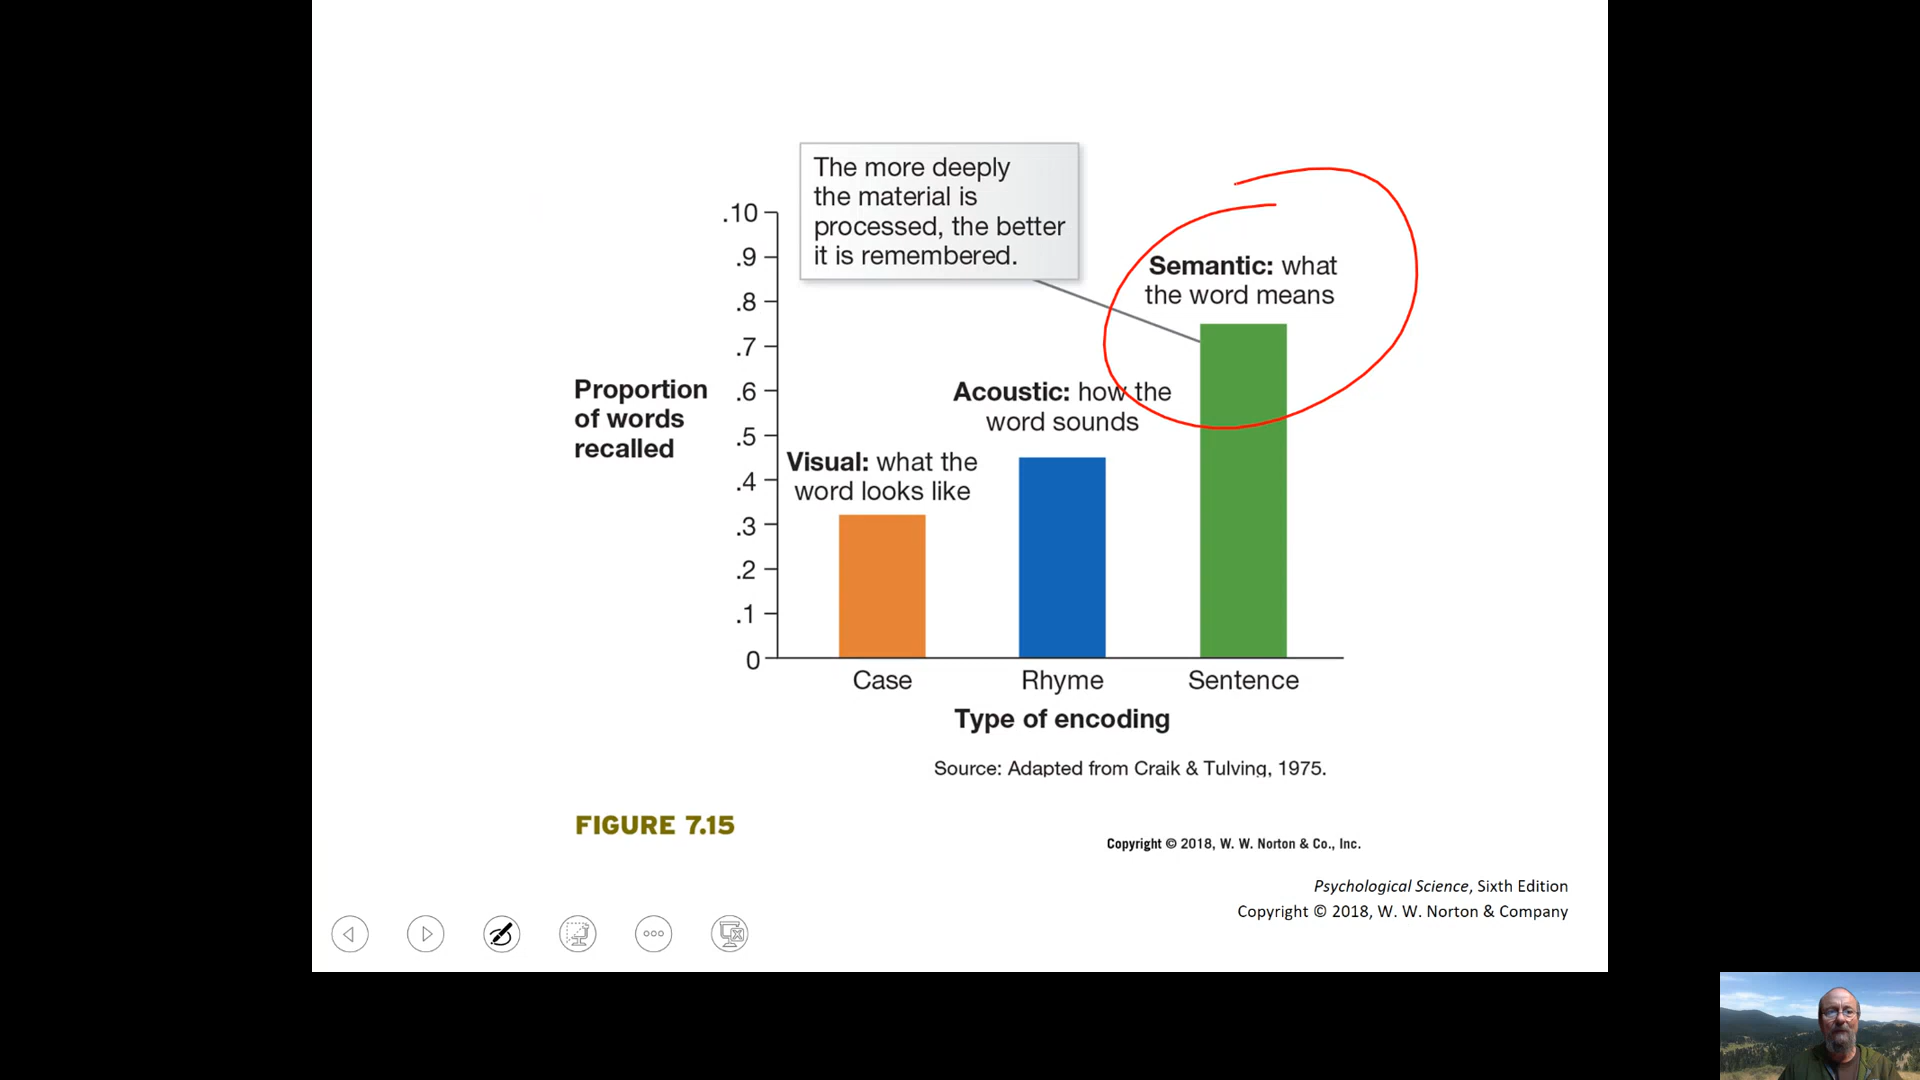 The more deeply
the material is
processed, the better
it is remembered.
.10
.9
.8
.7
.6
.5
.4
.3
.2
.1
0
Proportion
of words
recalled
Semantic: what
the word means
Acoustic: how the
word sounds
Visual: what the
word looks like
Case
Rhyme
Sentence
Type of encoding
Source: Adapted from Craik & Tulving, 1975.
FIGURE 7.15
Copyright © 2018, W. W. Norton & Co., Inc.
Psychological Science, Sixth Edition
Copyright © 2018, W. W. Norton & Company